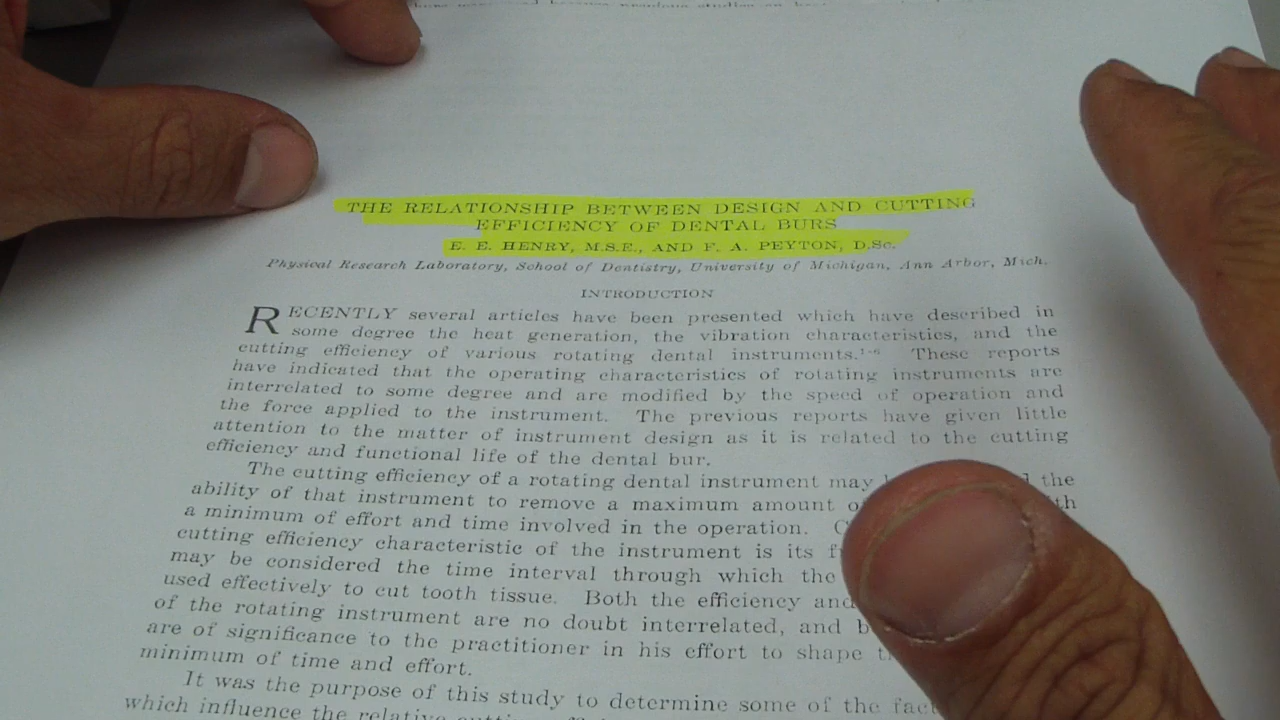 THE RELATIONSHIP BETWEEN DESIGN AND CUTTING
EFFICIENCY OF DENTAL BURS
E. E. HENRY, M.S.E., AND F. A. PEYTON, D.Sc.
Physical Research Laboratory, School of Dentistry, University of Michigan, Ann Arbor, Mich.
INTRODUCTION
RECENTLY several articles have been presented which have described in
some degree the heat generation, the vibration characteristics, and the
cutting efficiency of various rotating dental instruments.¹⁻⁶ These reports
have indicated that the operating characteristics of rotating instruments are
interrelated to some degree and are modified by the speed of operation and
the force applied to the instrument. The previous reports have given little
attention to the matter of instrument design as it is related to the cutting
efficiency and functional life of the dental bur.
The cutting efficiency of a rotating dental instrument may the
ability of that instrument to remove a maximum amount
a minimum of effort and time involved in the operation.
cutting efficiency characteristic of the instrument is its
may be considered the time interval through which the
used effectively to cut tooth tissue. Both the efficiency and
of the rotating instrument are no doubt interrelated, and
are of significance to the practitioner in his effort to shape
minimum of time and effort.
It was the purpose of this study to determine some of the
which influence the relative